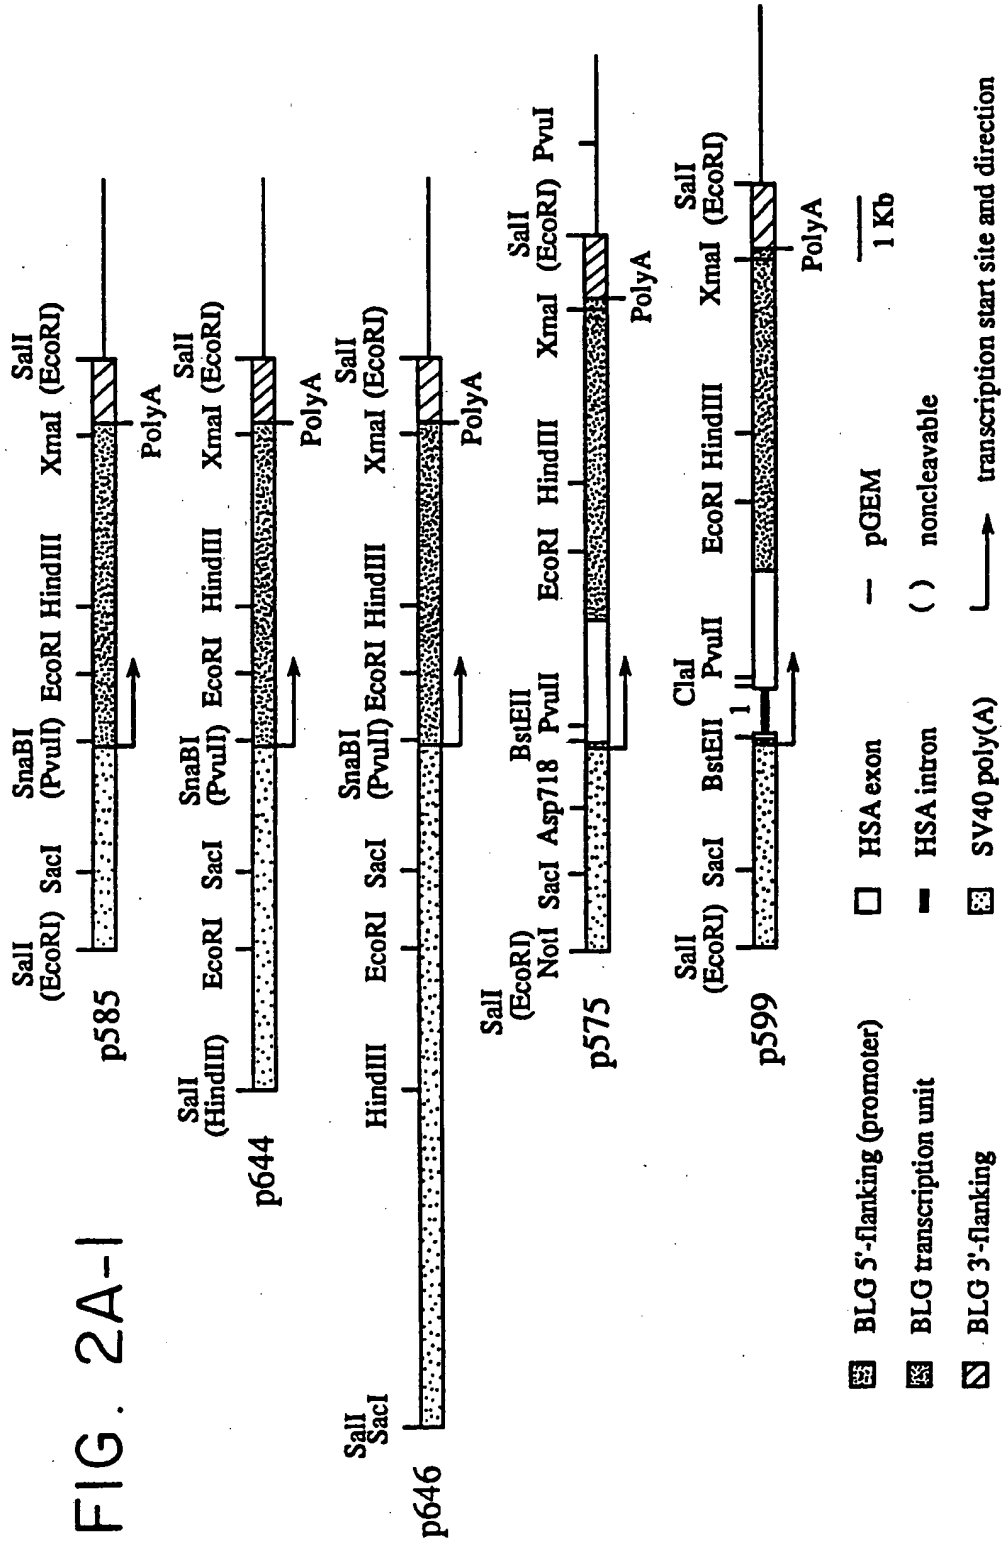 FIG. 2A-1
SalI
(EcoRI) SacI
SnaBI
(PvuII) EcoRI HindIII XmaI
SalI
(EcoRI)
p585
PolyA
SalI
(HindIII) EcoRI SacI
SnaBI
(PvuII) EcoRI HindIII XmaI
SalI
(EcoRI)
p644
PolyA
SalI
SacI HindIII EcoRI SacI
SnaBI
(PvuII) EcoRI HindIII XmaI
SalI
(EcoRI)
p646
PolyA
SalI
(EcoRI)
NotI SacI Asp718
BstEII
PvuII EcoRI HindIII XmaI
SalI
(EcoRI) PvuI
p575
PolyA
SalI
(EcoRI) SacI BstEII
ClaI
1 PvuII EcoRI HindIII XmaI
SalI
(EcoRI)
p599
PolyA
BLG 5'-flanking (promoter) HSA exon pGEM 1 Kb
BLG transcription unit HSA intron ( ) noncleavable
BLG 3'-flanking SV40 poly(A) transcription start site and direction